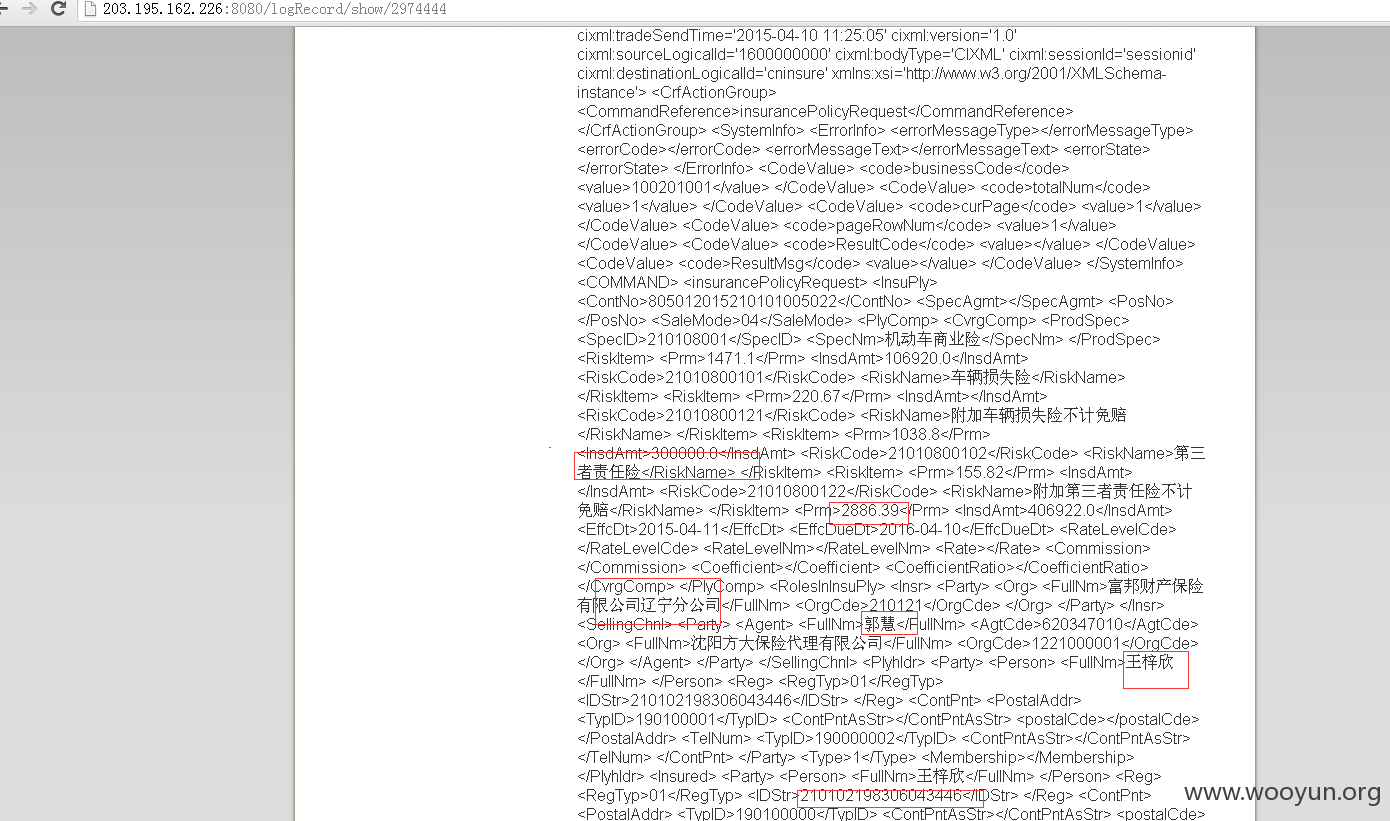 203.195.162.226:8080/logRecord/show/2974444
cixml:tradeSendTime='2015-04-10 11:25:05' cixml:version='1.0'
cixml:sourceLogicalId='1600000000' cixml:bodyType='CIXML' cixml:sessionId='sessionid'
cixml:destinationLogicalId='cninsure' xmlns:xsi='http://www.w3.org/2001/XMLSchema-
instance'> <CrfActionGroup>
<CommandReference>insurancePolicyRequest</CommandReference>
</CrfActionGroup> <SystemInfo> <ErrorInfo> <errorMessageType></errorMessageType>
<errorCode></errorCode> <errorMessageText></errorMessageText> <errorState>
</errorState> </ErrorInfo> <CodeValue> <code>businessCode</code>
<value>100201001</value> </CodeValue> <CodeValue> <code>totalNum</code>
<value>1</value> </CodeValue> <CodeValue> <code>curPage</code> <value>1</value>
</CodeValue> <CodeValue> <code>pageRowNum</code> <value>1</value>
</CodeValue> <CodeValue> <code>ResultCode</code> <value></value> </CodeValue>
<CodeValue> <code>ResultMsg</code> <value></value> </CodeValue> </SystemInfo>
<COMMAND> <insurancePolicyRequest> <InsuPly>
<ContNo>805012015210101005022</ContNo> <SpecAgmt></SpecAgmt> <PosNo>
</PosNo> <SaleMode>04</SaleMode> <PlyComp> <CvrgComp> <ProdSpec>
<SpecID>210108001</SpecID> <SpecNm>机动车商业险</SpecNm> </ProdSpec>
<RiskItem> <Prm>1471.1</Prm> <InsdAmt>106920.0</InsdAmt>
<RiskCode>21010800101</RiskCode> <RiskName>车辆损失险</RiskName>
</RiskItem> <RiskItem> <Prm>220.67</Prm> <InsdAmt></InsdAmt>
<RiskCode>21010800121</RiskCode> <RiskName>附加车辆损失险不计免赔
</RiskName> </RiskItem> <RiskItem> <Prm>1038.8</Prm>
<InsdAmt>300000.0</InsdAmt> <RiskCode>21010800102</RiskCode> <RiskName>第三
者责任险</RiskName> </RiskItem> <RiskItem> <Prm>155.82</Prm> <InsdAmt>
</InsdAmt> <RiskCode>21010800122</RiskCode> <RiskName>附加第三者责任险不计
免赔</RiskName> </RiskItem> <Prm>2886.39</Prm> <InsdAmt>406922.0</InsdAmt>
<EffcDt>2015-04-11</EffcDt> <EffcDueDt>2016-04-10</EffcDueDt> <RateLevelCde>
</RateLevelCde> <RateLevelNm></RateLevelNm> <Rate></Rate> <Commission>
</Commission> <Coefficient></Coefficient> <CoefficientRatio></CoefficientRatio>
</CvrgComp> </PlyComp> <RolesInInsuPly> <Insr> <Party> <Org> <FullNm>富邦财产保险
有限公司辽宁分公司</FullNm> <OrgCde>210121</OrgCde> </Org> </Party> </Insr>
<SellingChnl> <Party> <Agent> <FullNm>郭慧</FullNm> <AgtCde>620347010</AgtCde>
<Org> <FullNm>沈阳方大保险代理有限公司</FullNm> <OrgCde>1221000001</OrgCde>
</Org> </Agent> </Party> </SellingChnl> <Plyhldr> <Party> <Person> <FullNm>王梓欣
</FullNm> </Person> <Reg> <RegTyp>01</RegTyp>
<IDStr>210102198306043446</IDStr> </Reg> <ContPnt> <PostalAddr>
<TypID>190100001</TypID> <ContPntAsStr></ContPntAsStr> <postalCde></postalCde>
</PostalAddr> <TelNum> <TypID>190000002</TypID> <ContPntAsStr></ContPntAsStr>
</TelNum> </ContPnt> </Party> <Type>1</Type> <Membership></Membership>
</Plyhldr> <Insured> <Party> <Person> <FullNm>王梓欣</FullNm> </Person> <Reg>
<RegTyp>01</RegTyp> <IDStr>210102198306043446</IDStr> </Reg> <ContPnt>
<PostalAddr> <TypID>190100000</TypID> <ContPntAsStr></ContPntAsStr> <postalCde>
www.wooyun.org